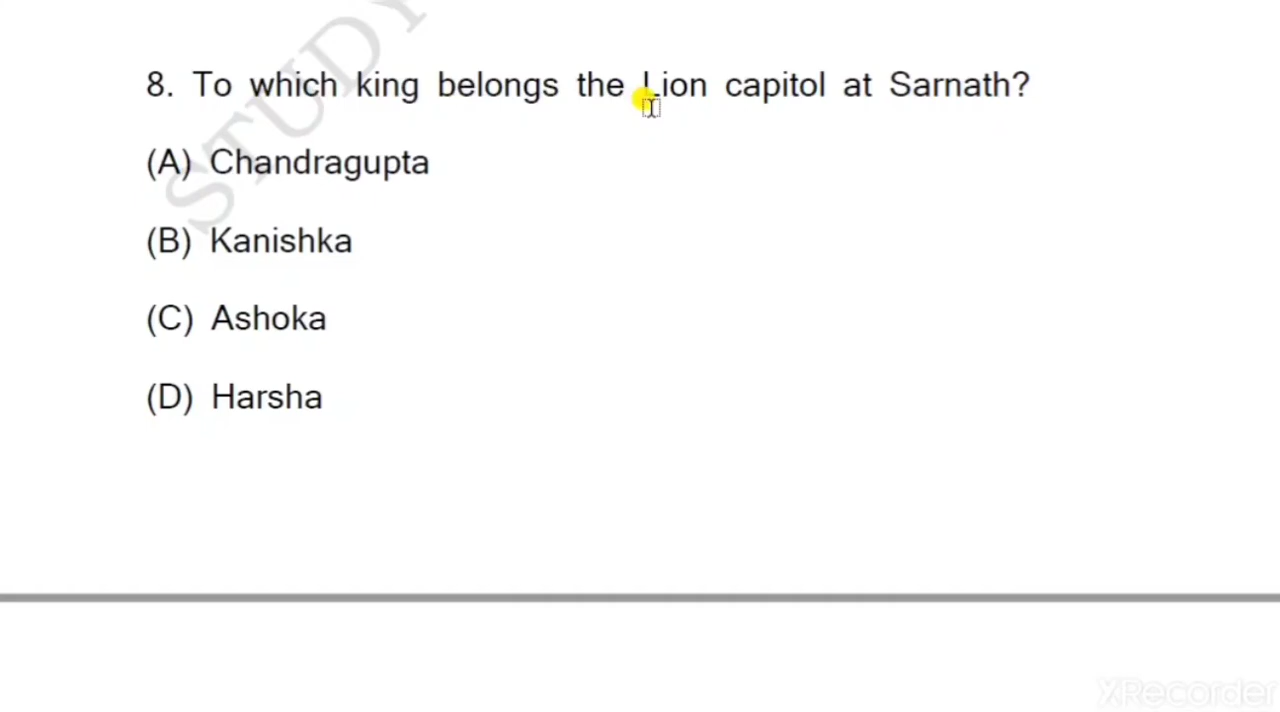 STUDY
8. To which king belongs the Lion capitol at Sarnath?
(A) Chandragupta
(B) Kanishka
(C) Ashoka
(D) Harsha
XRecorder